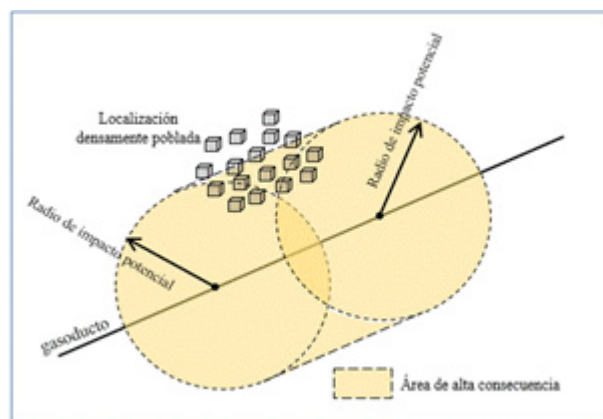 Localización
densamente poblada
Radio de impacto potencial
Radio de impacto potencial
gasoducto
Área de alta consecuencia